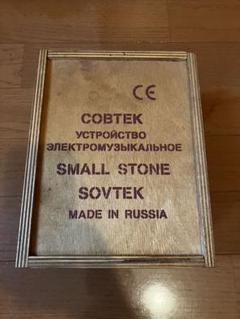 CE
СОВТЕК
УСТРОЙСТВО
ЭЛЕКТРОМУЗЫКАЛЬНОЕ
SMALL STONE
SOVTEK
MADE IN RUSSIA